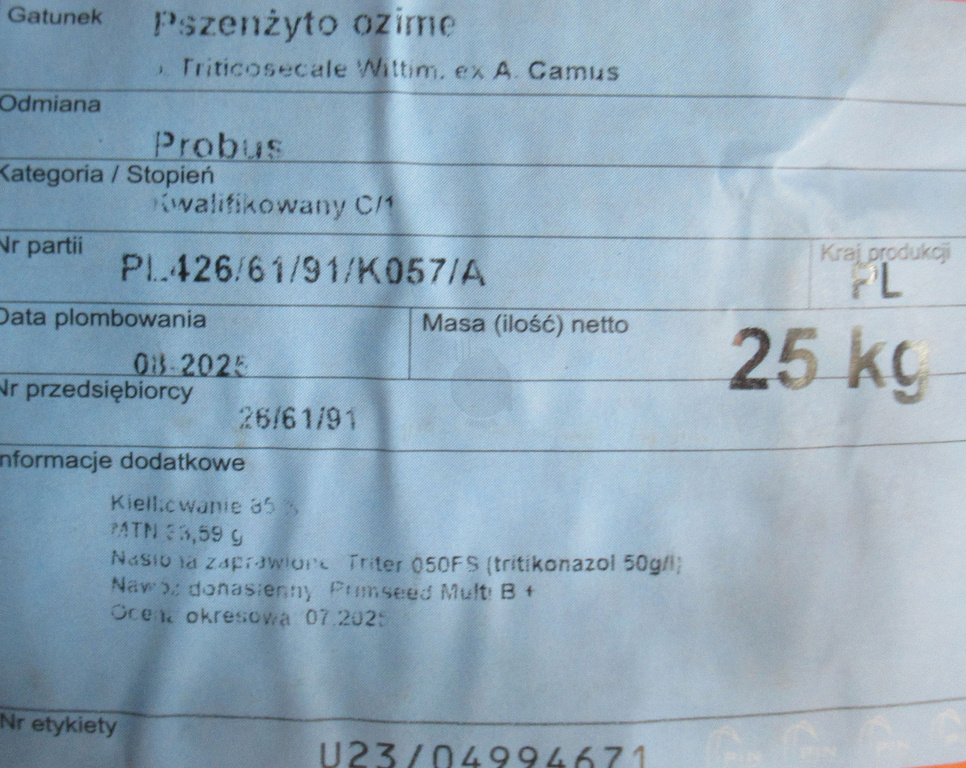 Gatunek Pszenżyto ozime
x Triticosecale Wittm. ex A. Camus
Odmiana
Probus
Kategoria / Stopień
Kwalifikowany C/1
Nr partii
PL426/61/91/K057/A
Kraj produkcji
PL
Data plombowania
08.2025
Masa (ilość) netto
25 kg
Nr przedsiębiorcy
26/61/91
Informacje dodatkowe
Kiełkowanie 85 %
MTN 33,59 g
Nasiona zaprawione Triter 050FS (tritikonazol 50g/l)
Nawóz donasienny Primseed Multi B +
Ocena okresowa 07.2025
Nr etykiety
U23/04994671